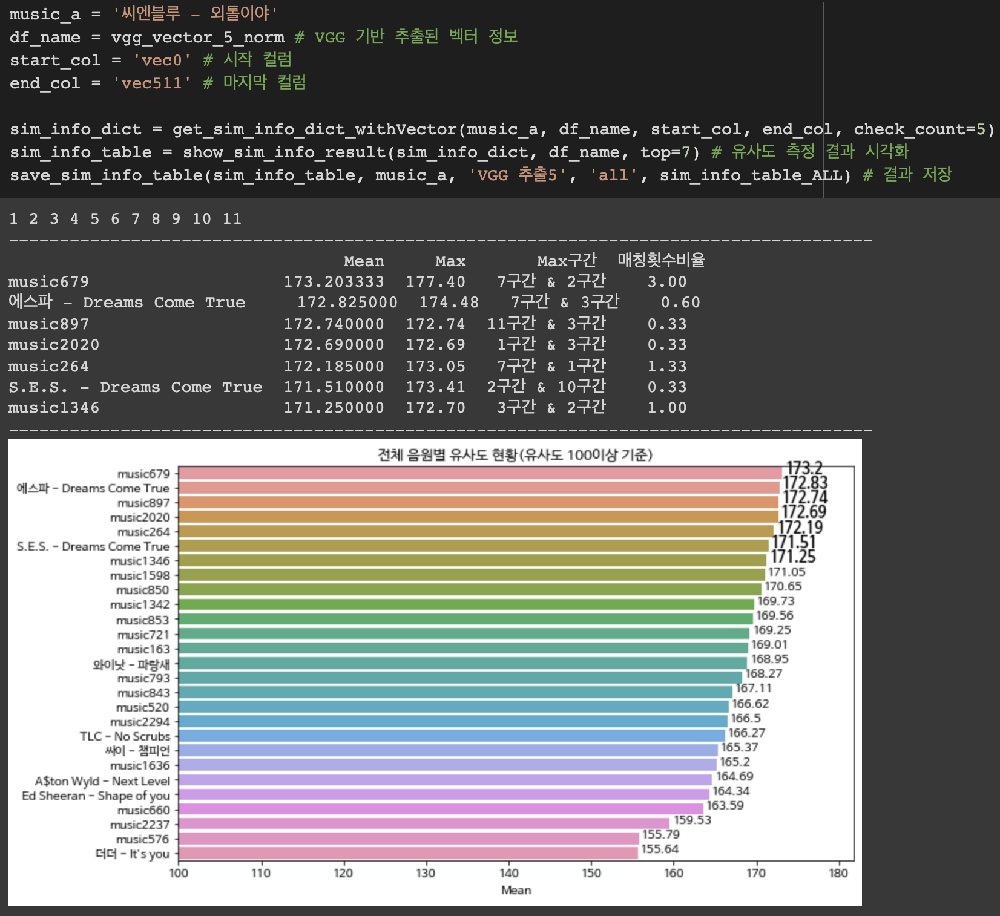 music_a = '씨엔블루 - 외톨이야'
df_name = vgg_vector_5_norm # VGG 기반 추출된 벡터 정보
start_col = 'vec0' # 시작 컬럼
end_col = 'vec511' # 마지막 컬럼
sim_info_dict = get_sim_info_dict_withVector(music_a, df_name, start_col, end_col, check_count=5)
sim_info_table = show_sim_info_result(sim_info_dict, df_name, top=7) # 유사도 측정 결과 시각화
save_sim_info_table(sim_info_table, music_a, 'VGG 추출5', 'all', sim_info_table_ALL) # 결과 저장
1 2 3 4 5 6 7 8 9 10 11
-------------------------------------------------------------------------------------
Mean Max Max구간 매칭횟수비율
music679 173.203333 177.40 7구간 & 2구간 3.00
에스파 - Dreams Come True 172.825000 174.48 7구간 & 3구간 0.60
music897 172.740000 172.74 11구간 & 3구간 0.33
music2020 172.690000 172.69 1구간 & 3구간 0.33
music264 172.185000 173.05 7구간 & 1구간 1.33
S.E.S. - Dreams Come True 171.510000 173.41 2구간 & 10구간 0.33
music1346 171.250000 172.70 3구간 & 2구간 1.00
-------------------------------------------------------------------------------------
전체 음원별 유사도 현황(유사도 100이상 기준)
music679 173.2
에스파 - Dreams Come True 172.83
music897 172.74
music2020 172.69
music264 172.19
S.E.S. - Dreams Come True 171.51
music1346 171.25
music1598 171.05
music850 170.65
music1342 169.73
music853 169.56
music721 169.25
music163 169.01
와이낫 - 파랑새 168.95
music793 168.27
music843 167.11
music520 166.62
music2294 166.5
TLC - No Scrubs 166.27
싸이 - 챔피언 165.37
music1636 165.2
A$ton Wyld - Next Level 164.69
Ed Sheeran - Shape of you 164.34
music660 163.59
music2237 159.53
music576 155.79
더더 - It's you 155.64
100 110 120 130 140 150 160 170 180
Mean